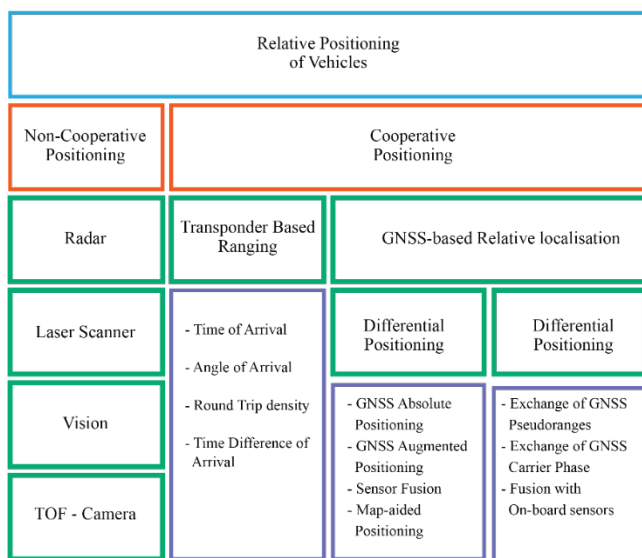 Relative Positioning
of Vehicles
Non-Cooperative
Positioning
Cooperative
Positioning
Radar
Transponder Based
Ranging
GNSS-based Relative localisation
Laser Scanner
- Time of Arrival
- Angle of Arrival
- Round Trip density
- Time Difference of
Arrival
Differential
Positioning
Differential
Positioning
Vision
- GNSS Absolute
Positioning
- GNSS Augmented
Positioning
- Sensor Fusion
- Map-aided
Positioning
- Exchange of GNSS
Pseudoranges
- Exchange of GNSS
Carrier Phase
- Fusion with
On-board sensors
TOF - Camera